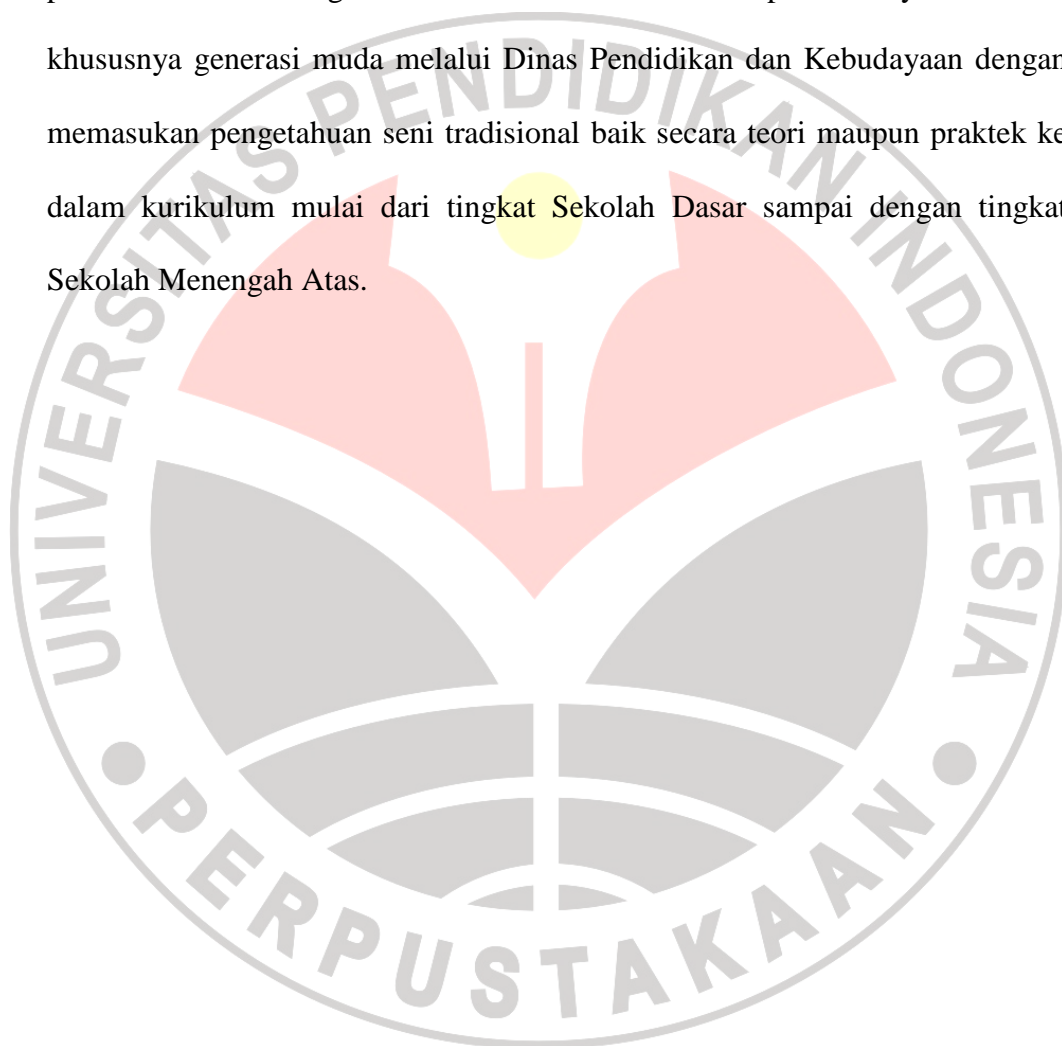 khususnya generasi muda melalui Dinas Pendidikan dan Kebudayaan dengan
memasukan pengetahuan seni tradisional baik secara teori maupun praktek ke
dalam kurikulum mulai dari tingkat Sekolah Dasar sampai dengan tingkat
Sekolah Menengah Atas.
UNIVERSITAS PENDIDIKAN INDONESIA
PERPUSTAKAAN